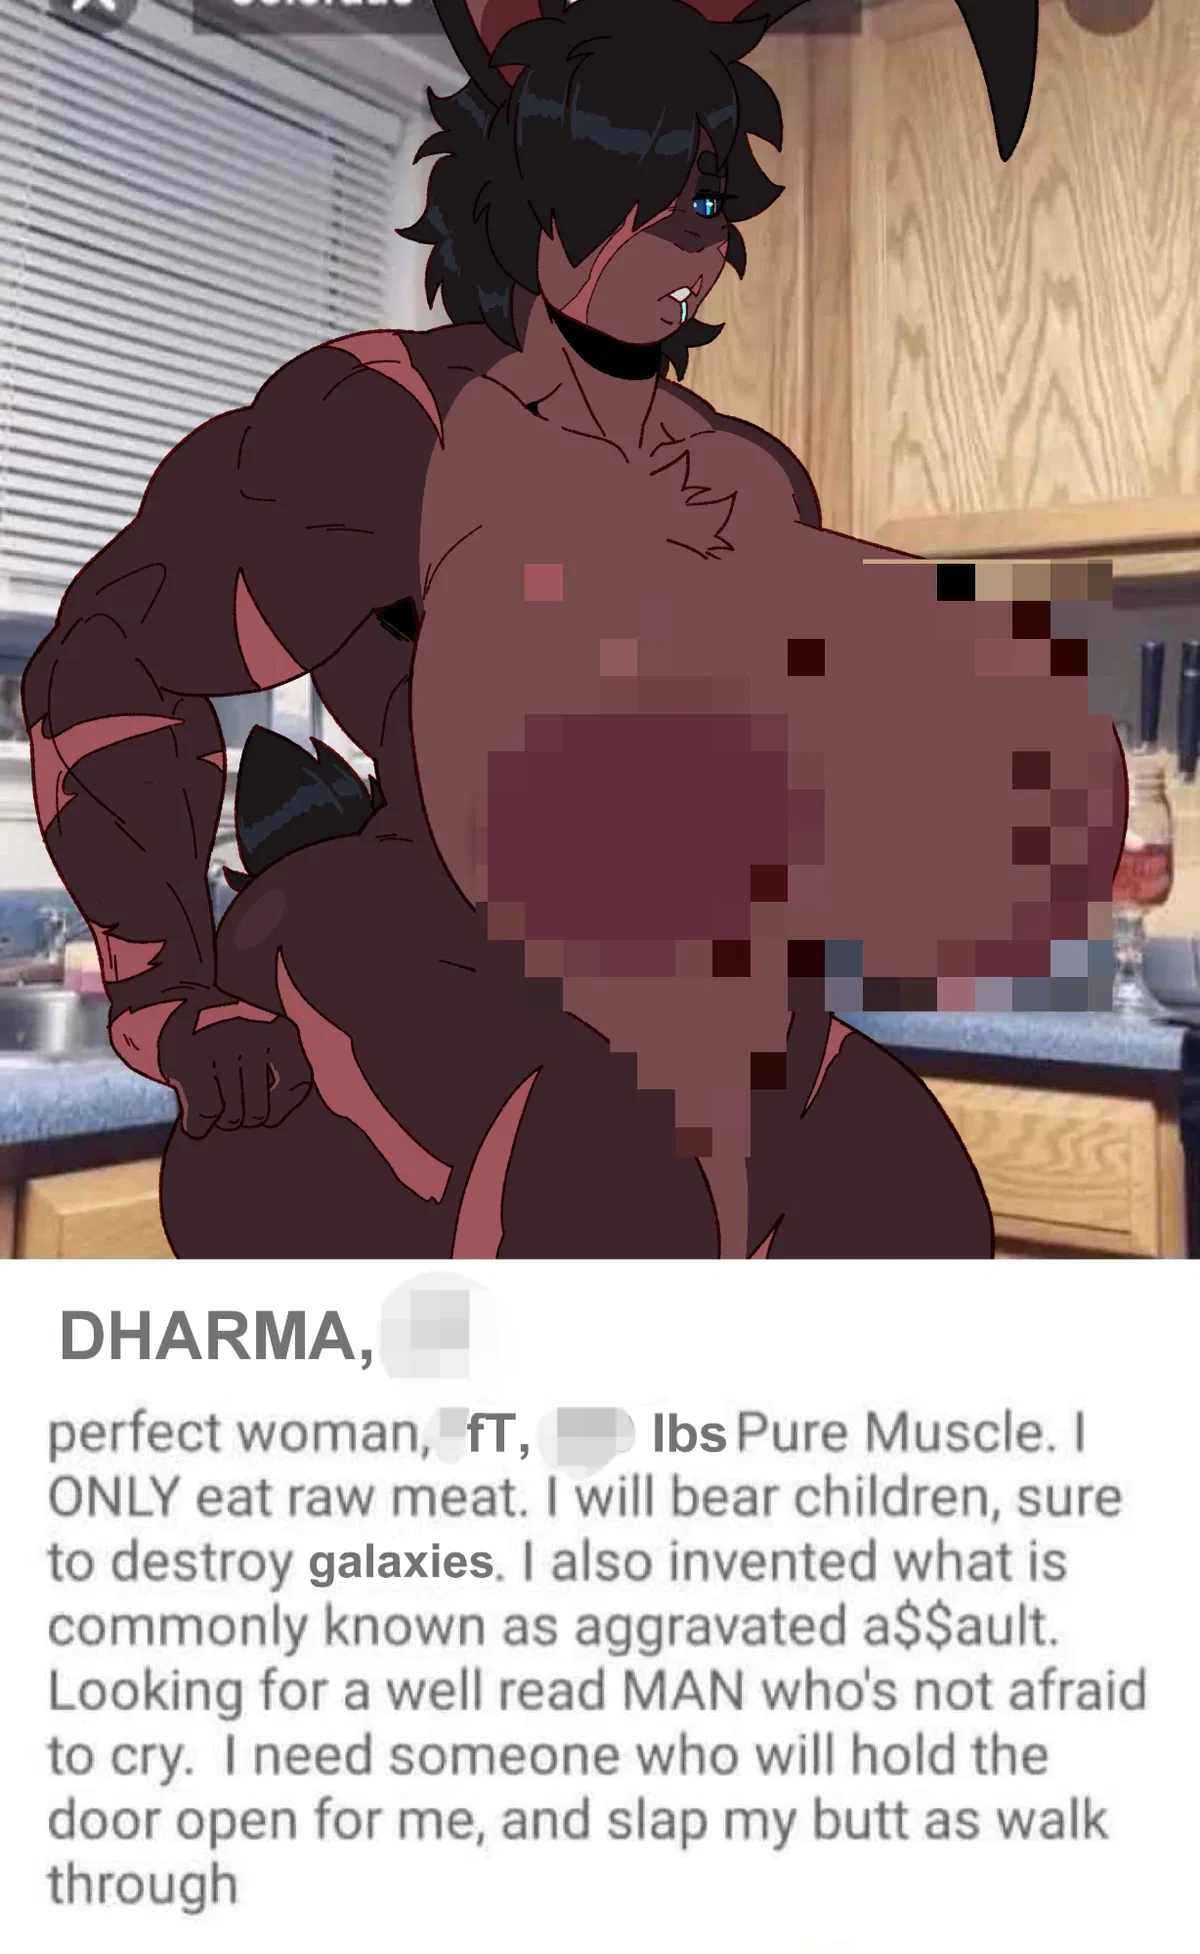 DHARMA,
perfect woman, fT, lbs Pure Muscle. I
ONLY eat raw meat. I will bear children, sure
to destroy galaxies. I also invented what is
commonly known as aggravated a$$ault.
Looking for a well read MAN who's not afraid
to cry. I need someone who will hold the
door open for me, and slap my butt as walk
through